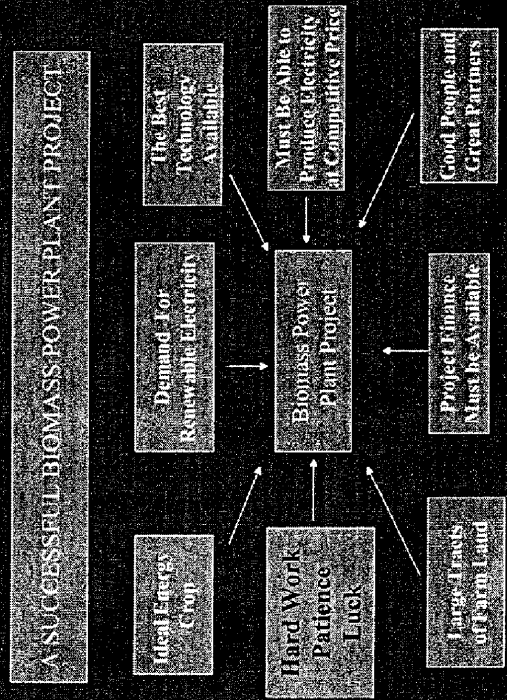 A SUCCESSFUL BIOMASS POWER PLANT PROJECT
Ideal Energy
Crop
Demand For
Renewable Electricity
The Best
Technology
Available
Hard Work
Patience
Luck
Biomass Power
Plant Project
Must Be Able to
Produce Electricity
at Competitive Price
Large Tracts
of Farm Land
Project Finance
Must be Available
Good People and
Great Partners